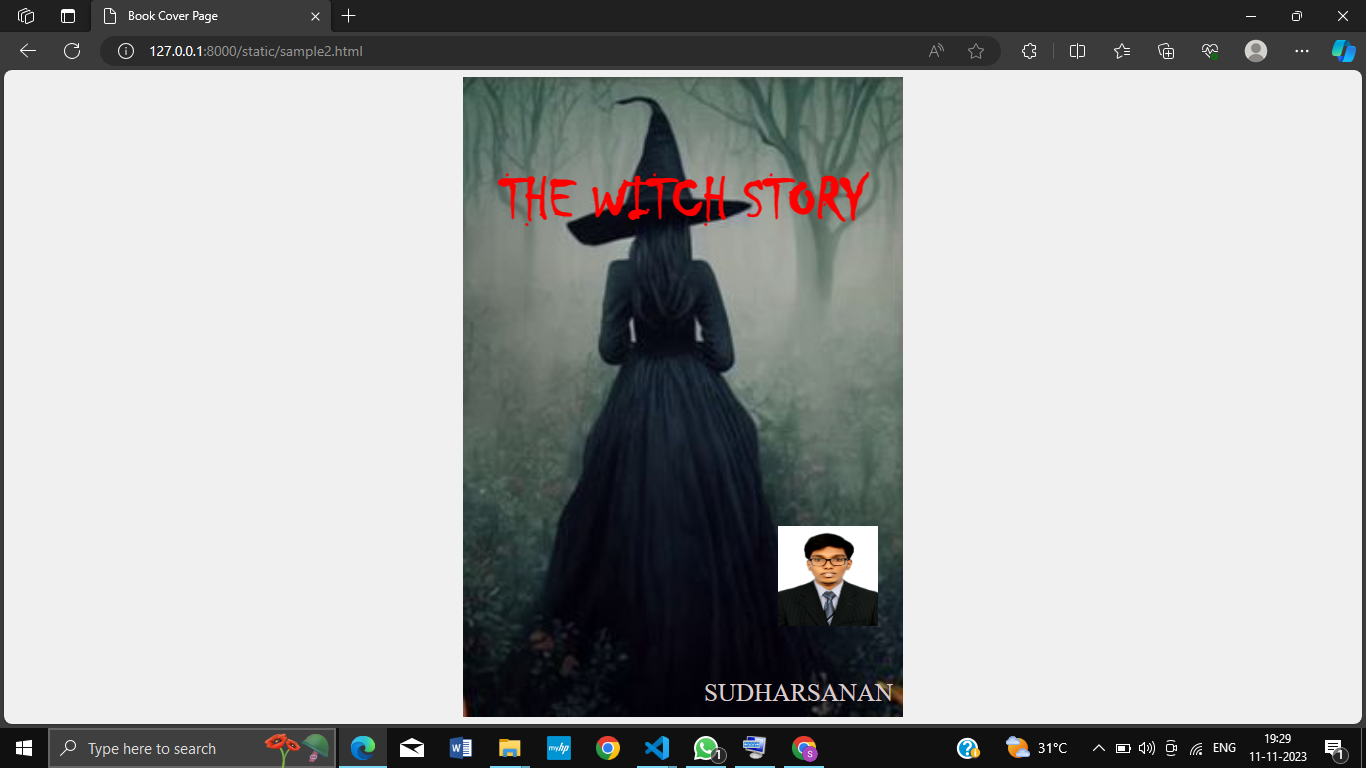 Book Cover Page
127.0.0.1:8000/static/sample2.html
THE WITCH STORY
SUDHARSANAN
Type here to search
myhp
1
S
31°C
ENG
19:29
11-11-2023
1